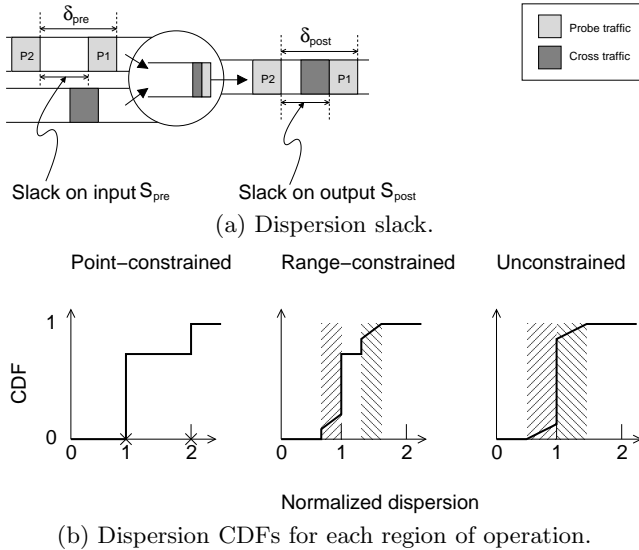 δpre
P2
P1
δpost
P2
P1
Probe traffic
Cross traffic
Slack on input Spre
Slack on output Spost
(a) Dispersion slack.
Point−constrained
Range−constrained
Unconstrained
CDF
1
0
0 1 2
0 1 2
0 1 2
Normalized dispersion
(b) Dispersion CDFs for each region of operation.